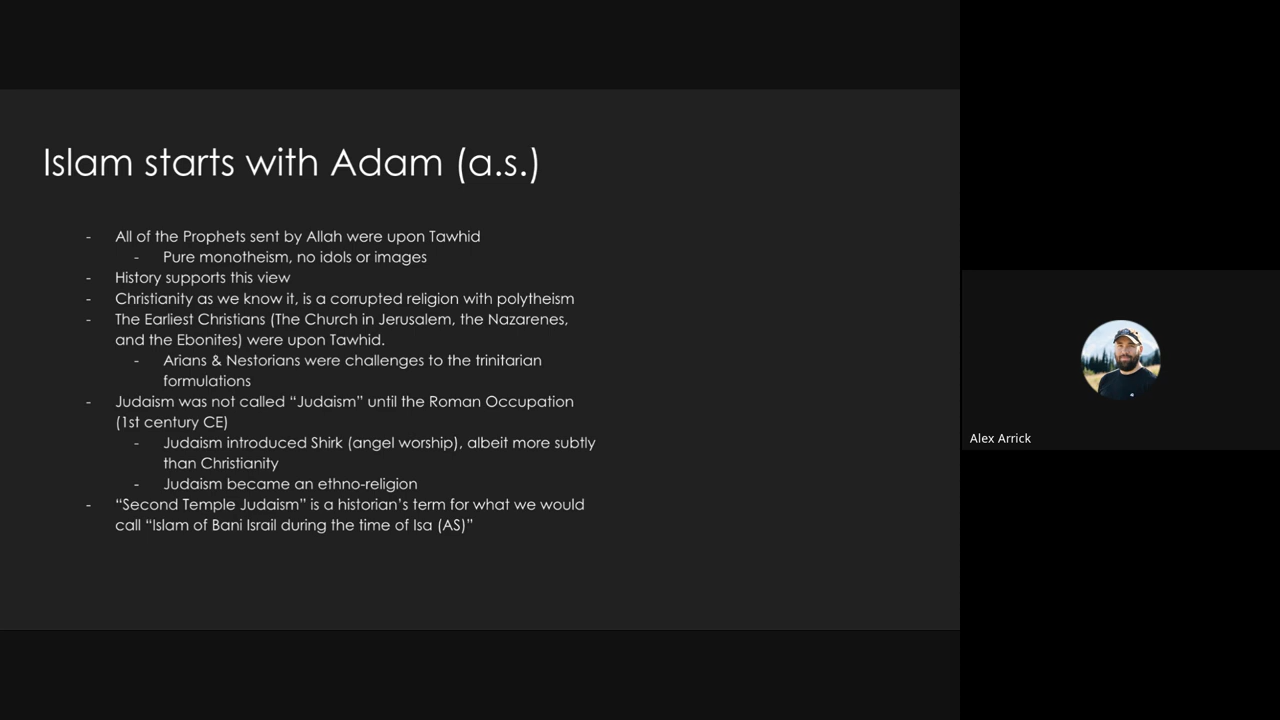 Islam starts with Adam (a.s.)
- All of the Prophets sent by Allah were upon Tawhid
- Pure monotheism, no idols or images
- History supports this view
- Christianity as we know it, is a corrupted religion with polytheism
- The Earliest Christians (The Church in Jerusalem, the Nazarenes,
and the Ebonites) were upon Tawhid.
- Arians & Nestorians were challenges to the trinitarian
formulations
- Judaism was not called “Judaism” until the Roman Occupation
(1st century CE)
- Judaism introduced Shirk (angel worship), albeit more subtly
than Christianity
- Judaism became an ethno-religion
- “Second Temple Judaism” is a historian’s term for what we would
call “Islam of Bani Israil during the time of Isa (AS)”
Alex Arrick